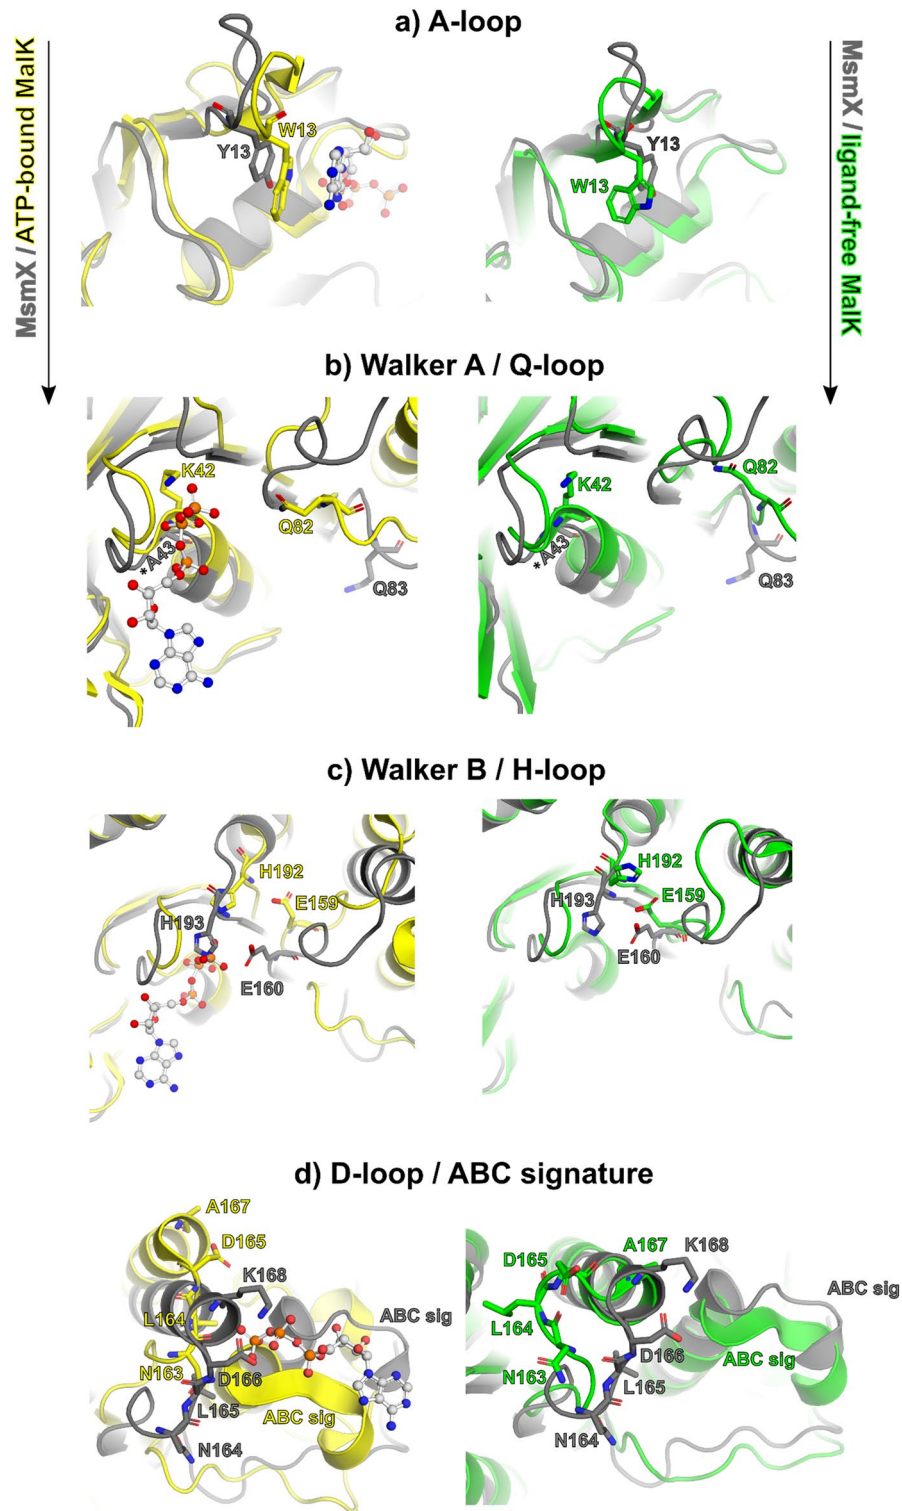 a) A-loop
MsmX / ATP-bound MalK
MsmX / ligand-free MalK
W13
Y13
Y13
W13
b) Walker A / Q-loop
K42
Q82
*A43
Q83
Q82
K42
*A43
Q83
c) Walker B / H-loop
H192
E159
H193
E160
H192
E159
H193
E160
d) D-loop / ABC signature
A167
D165
K168
L164
ABC sig
N163
D166
L165
ABC sig
N164
A167
K168
D165
ABC sig
L164
D166
ABC sig
N163
L165
N164